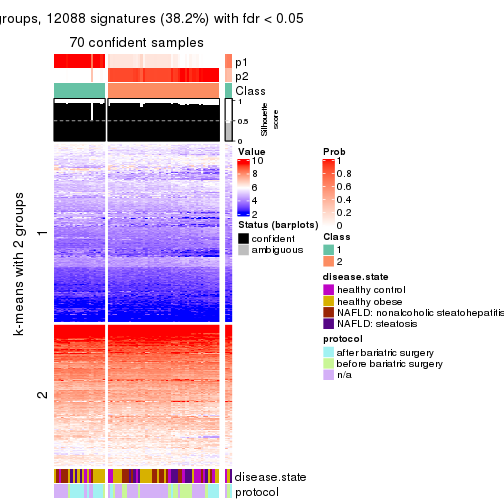 groups, 12088 signatures (38.2%) with fdr < 0.05
70 confident samples
p1
p2
Class
1
0.5
0
Silhouette
score
k-means with 2 groups
1
2
Value
10
8
6
4
2
Status (barplots)
confident
ambiguous
Prob
1
0.8
0.6
0.4
0.2
0
Class
1
2
disease.state
healthy control
healthy obese
NAFLD: nonalcoholic steatohepatitis
NAFLD: steatosis
protocol
after bariatric surgery
before bariatric surgery
n/a
disease.state
protocol